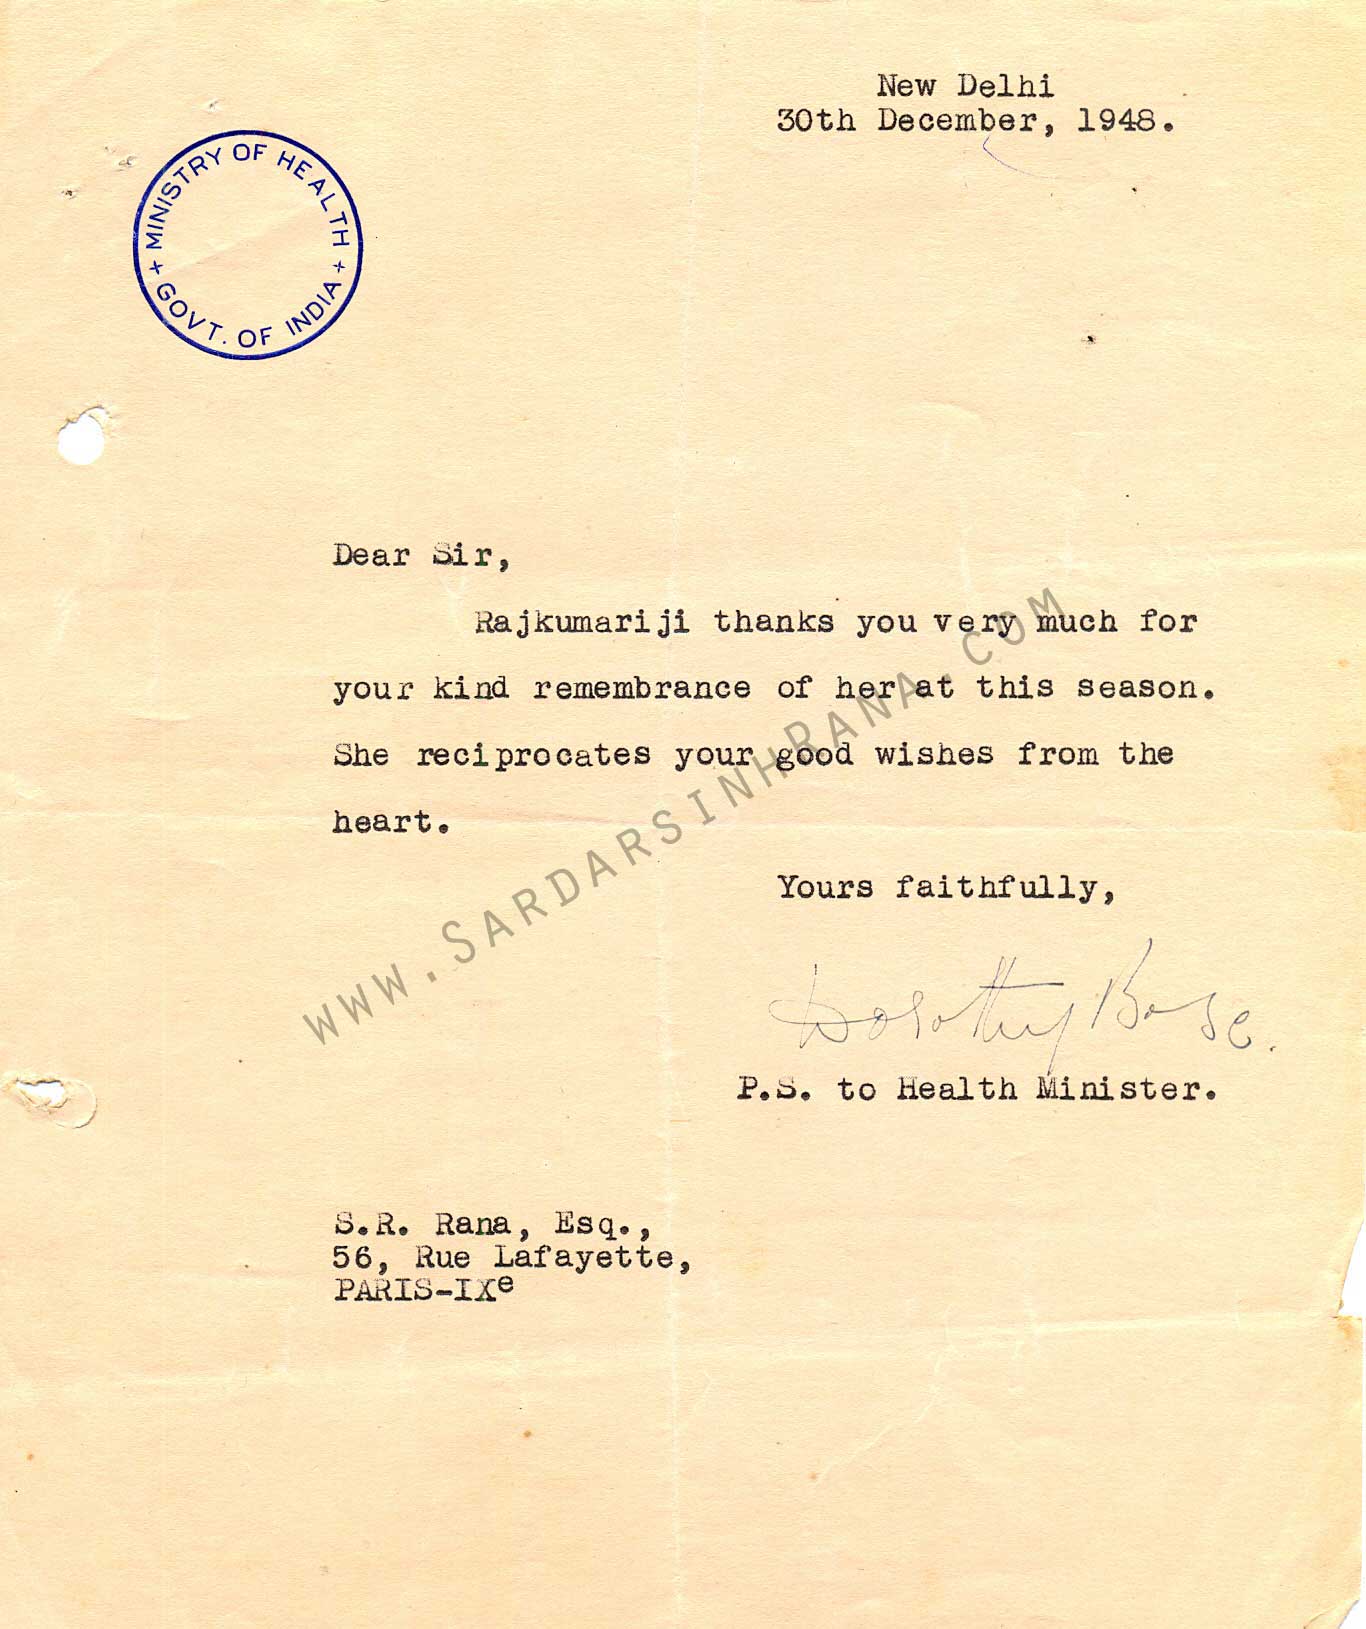 New Delhi
30th December, 1948.
MINISTRY OF HEALTH
+ GOVT. OF INDIA +
Dear Sir,
Rajkumariji thanks you very much for
your kind remembrance of her at this season.
She reciprocates your good wishes from the
heart.
www.SardarsinhRana.com
Yours faithfully,
Dorothy Bose.
P.S. to Health Minister.
S.R. Rana, Esq.,
56, Rue Lafayette,
PARIS-IXe